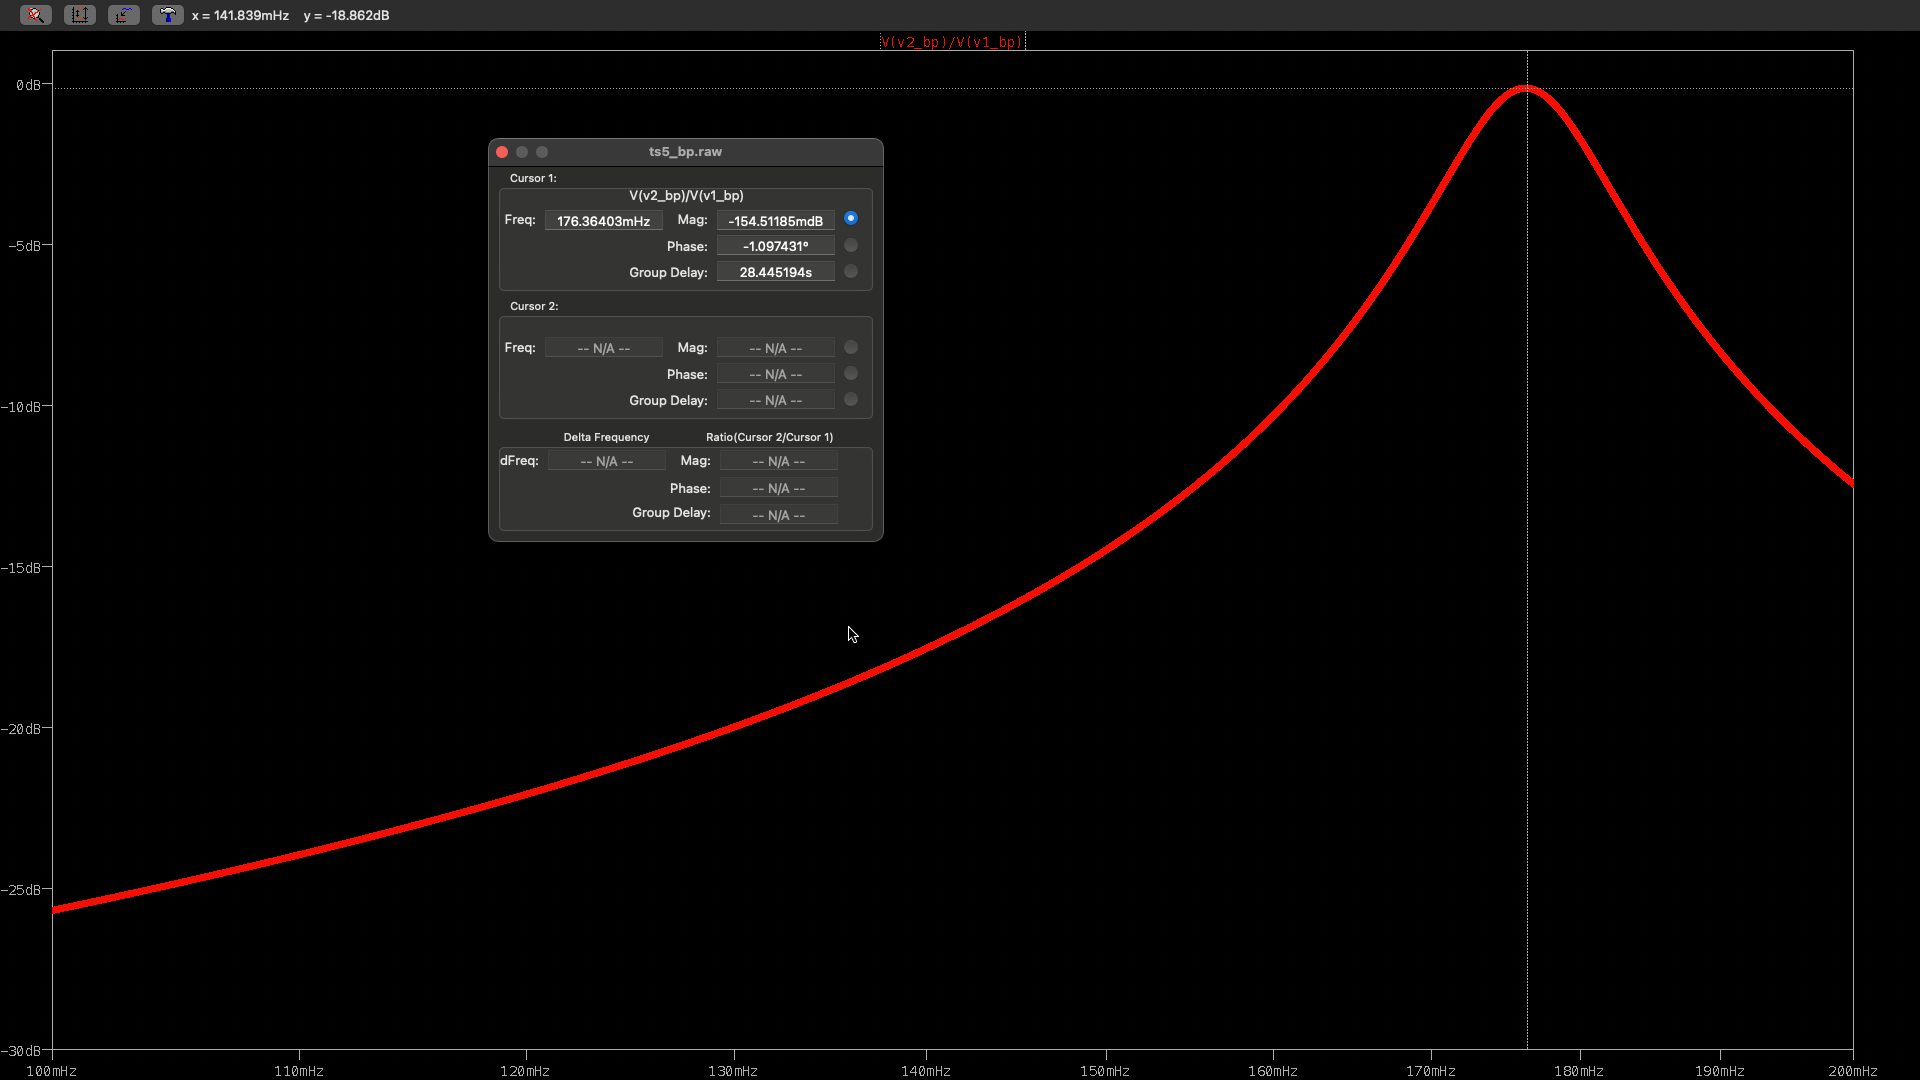 x = 141.839mHz y = -18.862dB
V(v2_bp)/V(v1_bp)
0dB
-5dB
-10dB
-15dB
-20dB
-25dB
-30dB
ts5_bp.raw
Cursor 1:
V(v2_bp)/V(v1_bp)
Freq: 176.36403mHz Mag: -154.51185mdB
Phase: -1.097431°
Group Delay: 28.445194s
Cursor 2:
Freq: -- N/A -- Mag: -- N/A --
Phase: -- N/A --
Group Delay: -- N/A --
Delta Frequency Ratio(Cursor 2/Cursor 1)
dFreq: -- N/A -- Mag: -- N/A --
Phase: -- N/A --
Group Delay: -- N/A --
100mHz 110mHz 120mHz 130mHz 140mHz 150mHz 160mHz 170mHz 180mHz 190mHz 200mHz